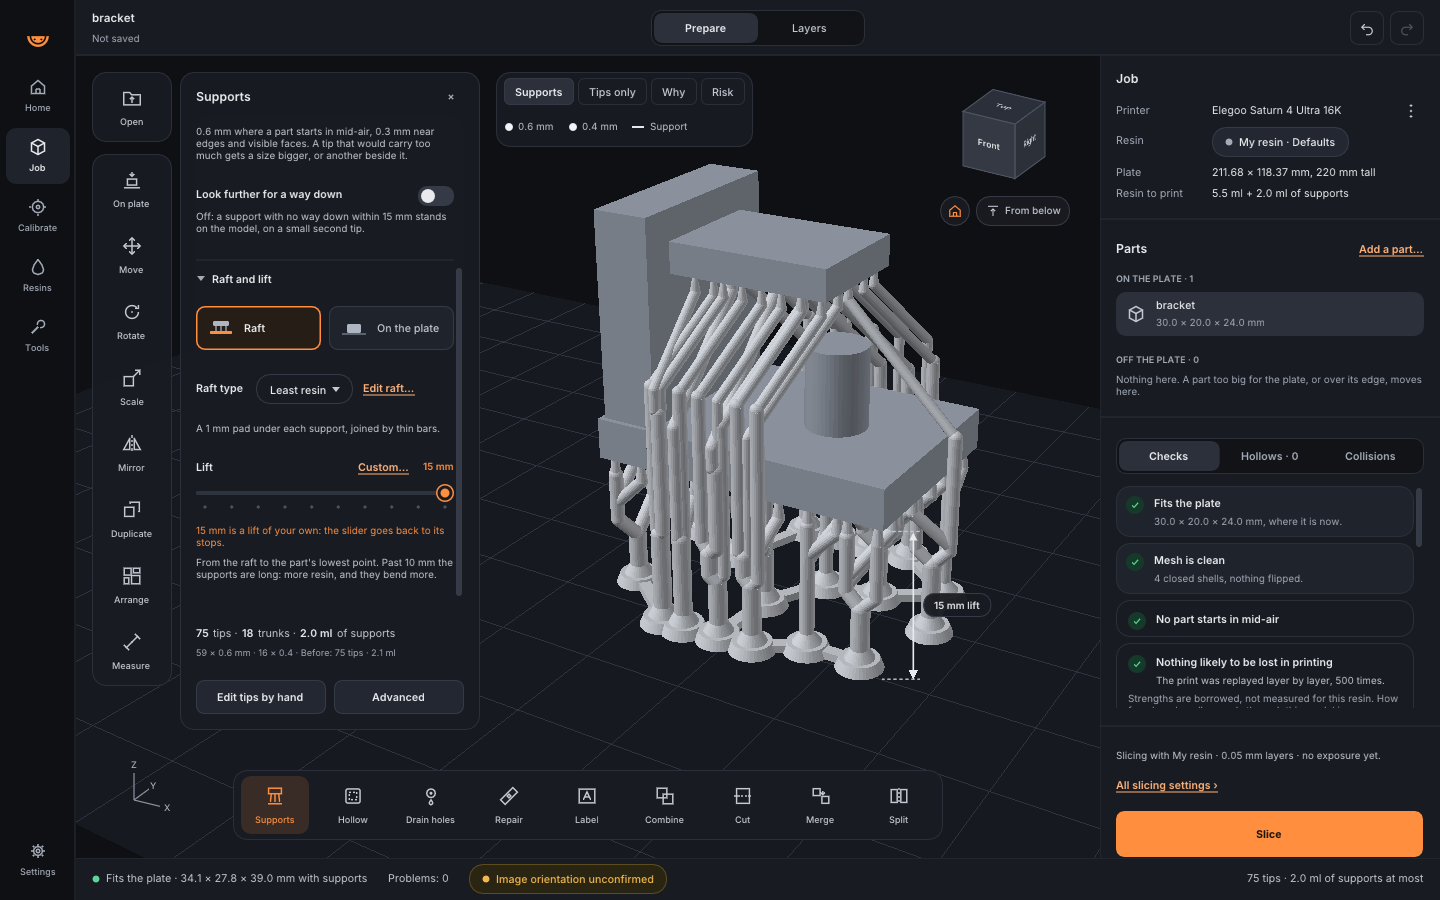 bracket
Not saved
Prepare
Layers
Home
Job
Calibrate
Resins
Tools
Settings
Open
On plate
Move
Rotate
Scale
Mirror
Duplicate
Arrange
Measure
Supports
×
0.6 mm where a part starts in mid-air, 0.3 mm near
edges and visible faces. A tip that would carry too
much gets a size bigger, or another beside it.
Look further for a way down
Off: a support with no way down within 15 mm stands
on the model, on a small second tip.
Raft and lift
Raft
On the plate
Raft type
Least resin
Edit raft...
A 1 mm pad under each support, joined by thin bars.
Lift
Custom...
15 mm
15 mm is a lift of your own: the slider goes back to its
stops.
From the raft to the part's lowest point. Past 10 mm the
supports are long: more resin, and they bend more.
75 tips · 18 trunks · 2.0 ml of supports
59 × 0.6 mm · 16 × 0.4 · Before: 75 tips · 2.1 ml
Edit tips by hand
Advanced
Supports
Tips only
Why
Risk
0.6 mm
0.4 mm
Support
Top
Front
Right
From below
15 mm lift
Z
Y
X
Supports
Hollow
Drain holes
Repair
Label
Combine
Cut
Merge
Split
Job
Printer
Elegoo Saturn 4 Ultra 16K
Resin
My resin · Defaults
Plate
211.68 × 118.37 mm, 220 mm tall
Resin to print
5.5 ml + 2.0 ml of supports
Parts
Add a part...
ON THE PLATE · 1
bracket
30.0 × 20.0 × 24.0 mm
OFF THE PLATE · 0
Nothing here. A part too big for the plate, or over its edge, moves
here.
Checks
Hollows · 0
Collisions
Fits the plate
30.0 × 20.0 × 24.0 mm, where it is now.
Mesh is clean
4 closed shells, nothing flipped.
No part starts in mid-air
Nothing likely to be lost in printing
The print was replayed layer by layer, 500 times.
Strengths are borrowed, not measured for this resin. How
Slicing with My resin · 0.05 mm layers · no exposure yet.
All slicing settings ›
Slice
Fits the plate · 34.1 × 27.8 × 39.0 mm with supports
Problems: 0
Image orientation unconfirmed
75 tips · 2.0 ml of supports at most